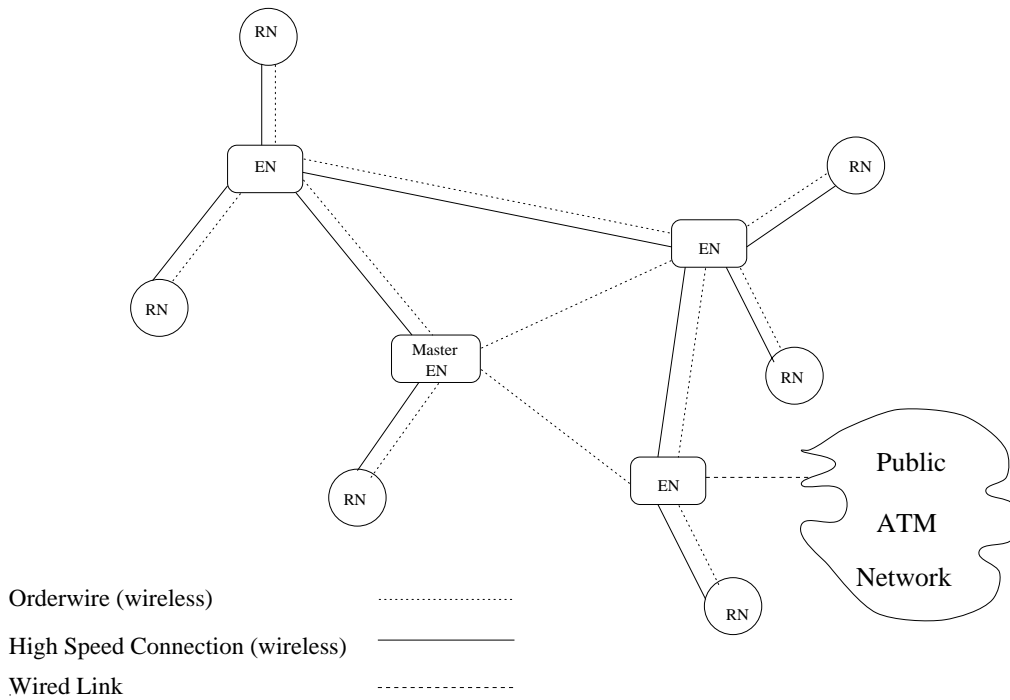 RN
EN
RN
EN
RN
RN
Master
EN
RN
EN
RN
Public
ATM
Network
Orderwire (wireless)
High Speed Connection (wireless)
Wired Link